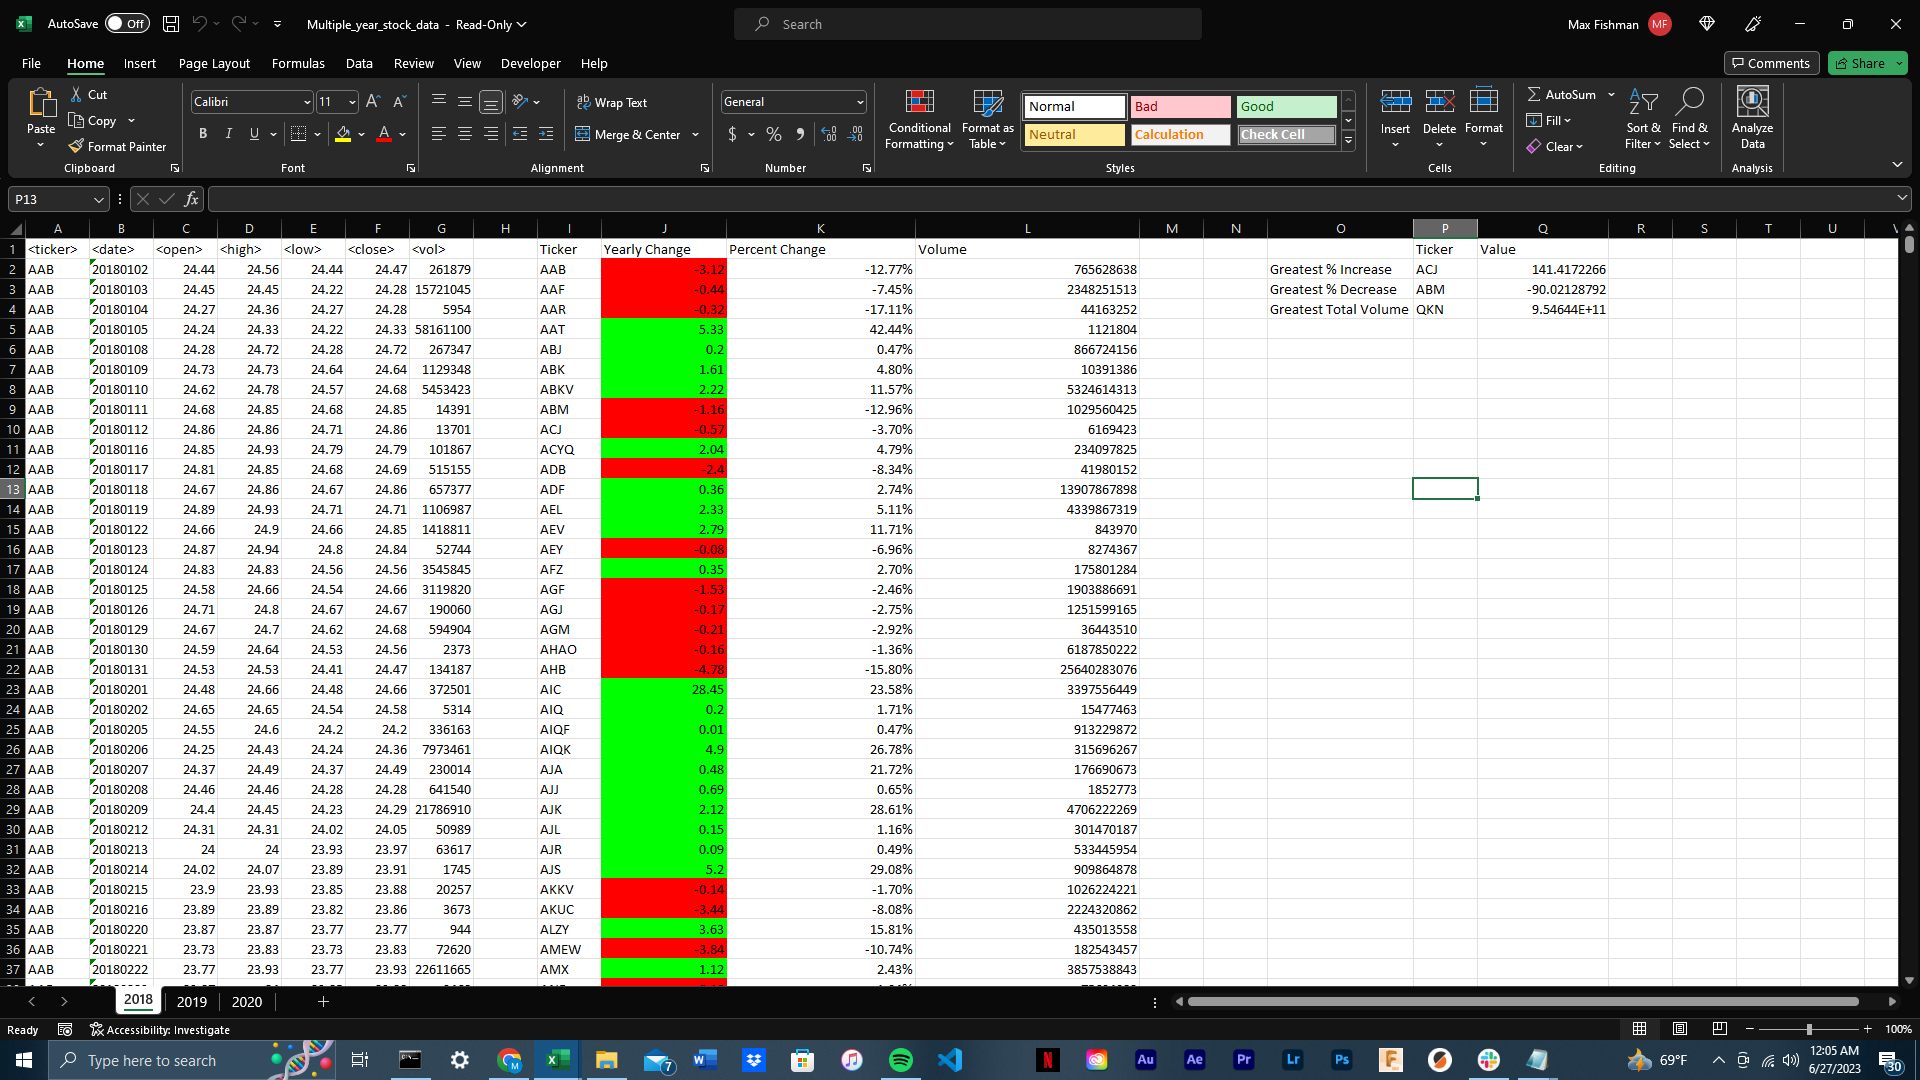 AutoSave Off Multiple_year_stock_data - Read-Only Search Max Fishman MF
File Home Insert Page Layout Formulas Data Review View Developer Help Comments Share
Paste Cut Copy Format Painter Clipboard
Calibri 11 B I U A Font
Wrap Text Merge & Center Alignment
General $ % Number
Conditional Formatting Format as Table Normal Bad Good Neutral Calculation Check Cell Styles
Insert Delete Format Cells
AutoSum Fill Clear Sort & Filter Find & Select Editing
Analyze Data Analysis
P13 fx
A B C D E F G H I J K L M N O P Q R S T U
1 <ticker> <date> <open> <high> <low> <close> <vol> Ticker Yearly Change Percent Change Volume Ticker Value
2 AAB 20180102 24.44 24.56 24.44 24.47 261879 AAB -3.12 -12.77% 765628638 Greatest % Increase ACJ 141.4172266
3 AAB 20180103 24.45 24.45 24.22 24.28 15721045 AAF -0.44 -7.45% 2348251513 Greatest % Decrease ABM -90.02128792
4 AAB 20180104 24.27 24.36 24.27 24.28 5954 AAR -0.32 -17.11% 44163252 Greatest Total Volume QKN 9.54644E+11
5 AAB 20180105 24.24 24.33 24.22 24.33 58161100 AAT 5.33 42.44% 1121804
6 AAB 20180108 24.28 24.72 24.28 24.72 267347 ABJ 0.2 0.47% 866724156
7 AAB 20180109 24.73 24.73 24.64 24.64 1129348 ABK 1.61 4.80% 10391386
8 AAB 20180110 24.62 24.78 24.57 24.68 5453423 ABKV 2.22 11.57% 5324614313
9 AAB 20180111 24.68 24.85 24.68 24.85 14391 ABM -1.16 -12.96% 1029560425
10 AAB 20180112 24.86 24.86 24.71 24.86 13701 ACJ -0.57 -3.70% 6169423
11 AAB 20180116 24.85 24.93 24.79 24.79 101867 ACYQ 2.04 4.79% 234097825
12 AAB 20180117 24.81 24.85 24.68 24.69 515155 ADB -2.4 -8.34% 41980152
13 AAB 20180118 24.67 24.86 24.67 24.86 657377 ADF 0.36 2.74% 13907867898
14 AAB 20180119 24.89 24.93 24.71 24.71 1106987 AEL 2.33 5.11% 4339867319
15 AAB 20180122 24.66 24.9 24.66 24.85 1418811 AEV 2.79 11.71% 843970
16 AAB 20180123 24.87 24.94 24.8 24.84 52744 AEY -0.08 -6.96% 8274367
17 AAB 20180124 24.83 24.83 24.56 24.56 3545845 AFZ 0.35 2.70% 175801284
18 AAB 20180125 24.58 24.66 24.54 24.66 3119820 AGF -1.53 -2.46% 1903886691
19 AAB 20180126 24.71 24.8 24.67 24.67 190060 AGJ -0.17 -2.75% 1251599165
20 AAB 20180129 24.67 24.7 24.62 24.68 594904 AGM -0.21 -2.92% 36443510
21 AAB 20180130 24.59 24.64 24.53 24.56 2373 AHAO -0.16 -1.36% 6187850222
22 AAB 20180131 24.53 24.53 24.41 24.47 134187 AHB -4.78 -15.80% 25640283076
23 AAB 20180201 24.48 24.66 24.48 24.66 372501 AIC 28.45 23.58% 3397556449
24 AAB 20180202 24.65 24.65 24.54 24.58 5314 AIQ 0.2 1.71% 15477463
25 AAB 20180205 24.55 24.6 24.2 24.2 336163 AIQF 0.01 0.47% 913229872
26 AAB 20180206 24.25 24.43 24.24 24.36 7973461 AIQK 4.9 26.78% 315696267
27 AAB 20180207 24.37 24.49 24.37 24.49 230014 AJA 0.48 21.72% 176690673
28 AAB 20180208 24.46 24.46 24.28 24.28 641540 AJJ 0.69 0.65% 1852773
29 AAB 20180209 24.4 24.45 24.23 24.29 21786910 AJK 2.12 28.61% 4706222269
30 AAB 20180212 24.31 24.31 24.02 24.05 50989 AJL 0.15 1.16% 301470187
31 AAB 20180213 24 24 23.93 23.97 63617 AJR 0.09 0.49% 533445954
32 AAB 20180214 24.02 24.07 23.89 23.91 1745 AJS 5.2 29.08% 909864878
33 AAB 20180215 23.9 23.93 23.85 23.88 20257 AKKV -0.14 -1.70% 1026224221
34 AAB 20180216 23.89 23.89 23.82 23.86 3673 AKUC -3.44 -8.08% 2224320862
35 AAB 20180220 23.87 23.87 23.77 23.77 944 ALZY 3.63 15.81% 435013558
36 AAB 20180221 23.73 23.83 23.73 23.83 72620 AMEW -3.84 -10.74% 182543457
37 AAB 20180222 23.77 23.93 23.77 23.93 22611665 AMX 1.12 2.43% 3857538843
2018 2019 2020
Ready Accessibility: Investigate 100%
Type here to search 7 Au Ae Pr Lr Ps 69°F 12:05 AM 6/27/2023 30